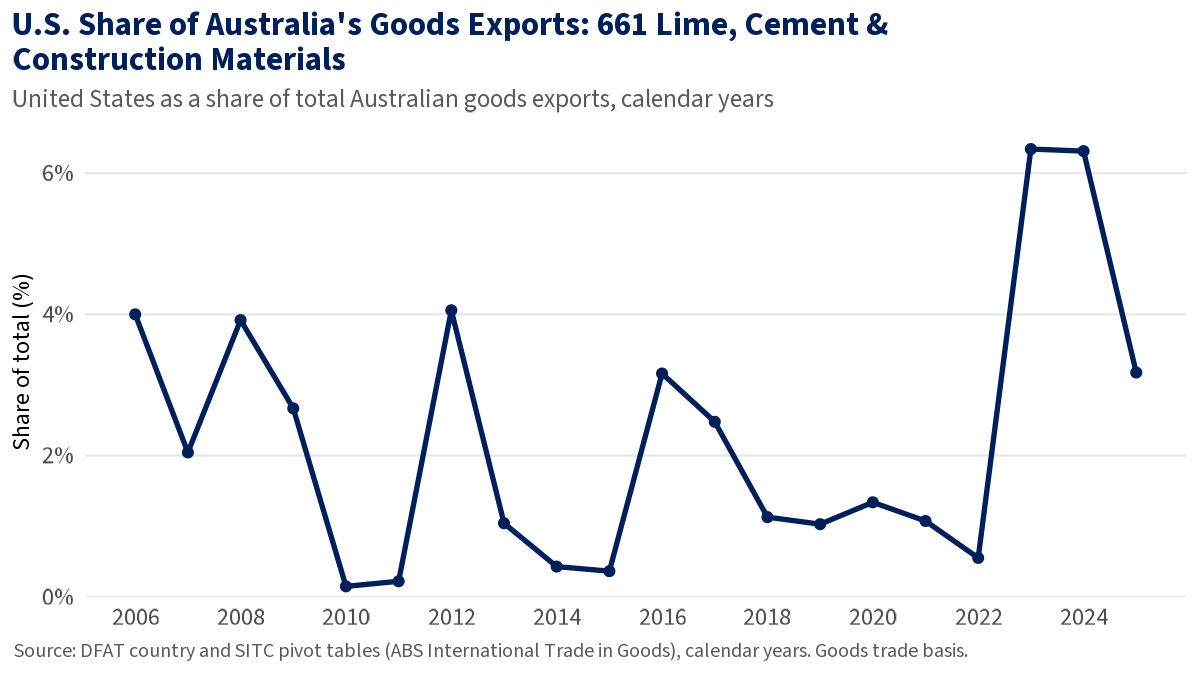 U.S. Share of Australia's Goods Exports: 661 Lime, Cement &
Construction Materials
United States as a share of total Australian goods exports, calendar years
Share of total (%)
6%
4%
2%
0%
2006 2008 2010 2012 2014 2016 2018 2020 2022 2024
Source: DFAT country and SITC pivot tables (ABS International Trade in Goods), calendar years. Goods trade basis.